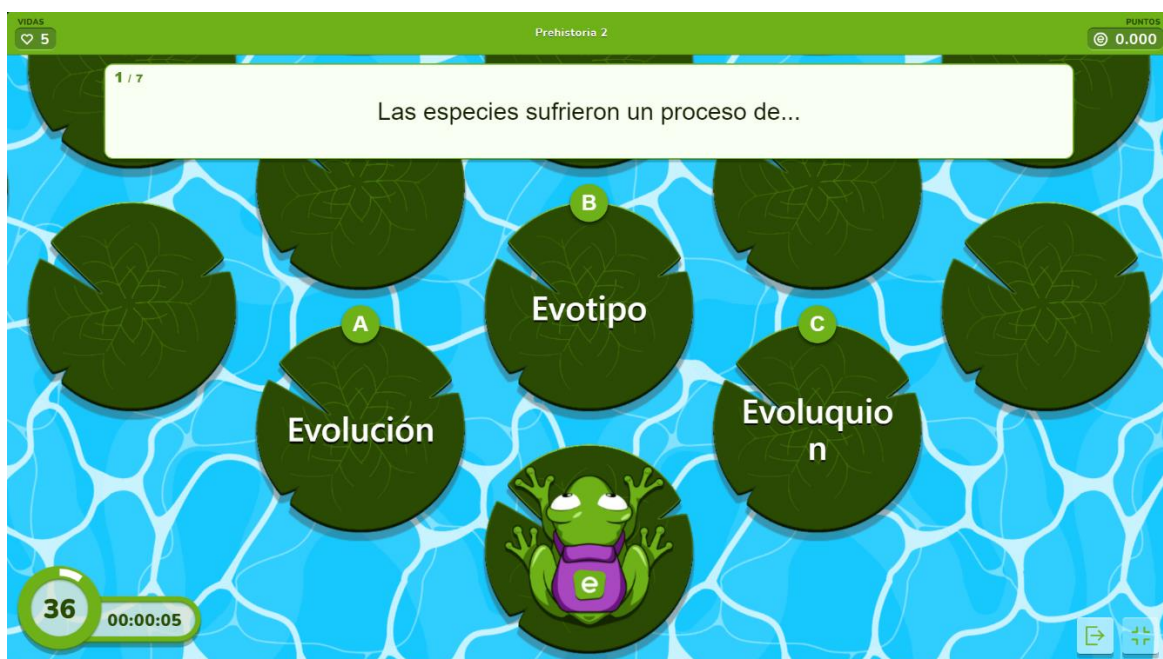 VIDAS
5
Prehistoria 2
PUNTOS
0.000
1 / 7
Las especies sufrieron un proceso de...
B
Evotipo
A
Evolución
C
Evoluquio
n
e
36
00:00:05